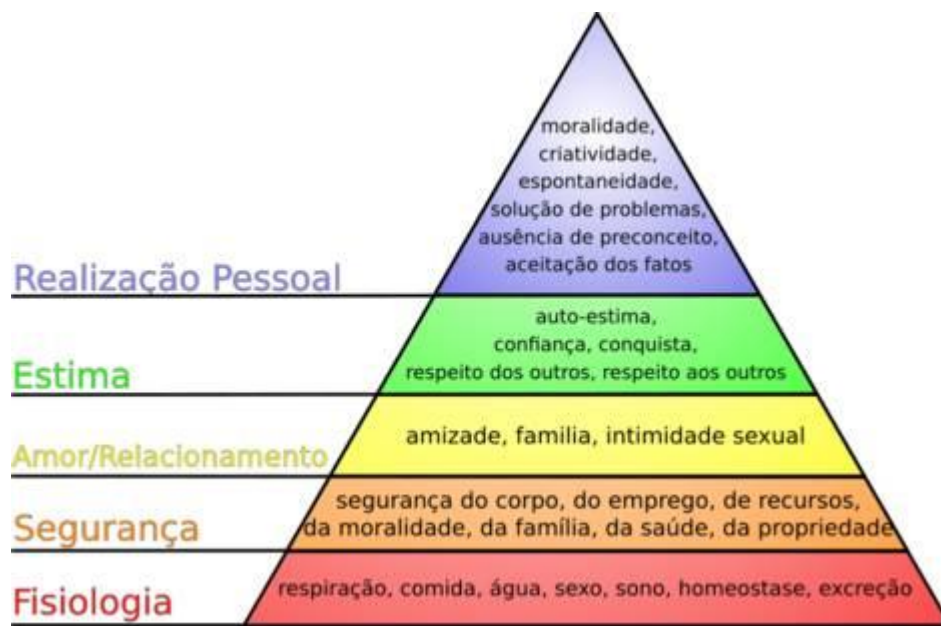 moralidade,
criatividade,
espontaneidade,
solução de problemas,
ausência de preconceito,
aceitação dos fatos
Realização Pessoal
auto-estima,
confiança, conquista,
respeito dos outros, respeito aos outros
Estima
amizade, familia, intimidade sexual
Amor/Relacionamento
segurança do corpo, do emprego, de recursos,
da moralidade, da família, da saúde, da propriedade
Segurança
respiração, comida, água, sexo, sono, homeostase, excreção
Fisiologia